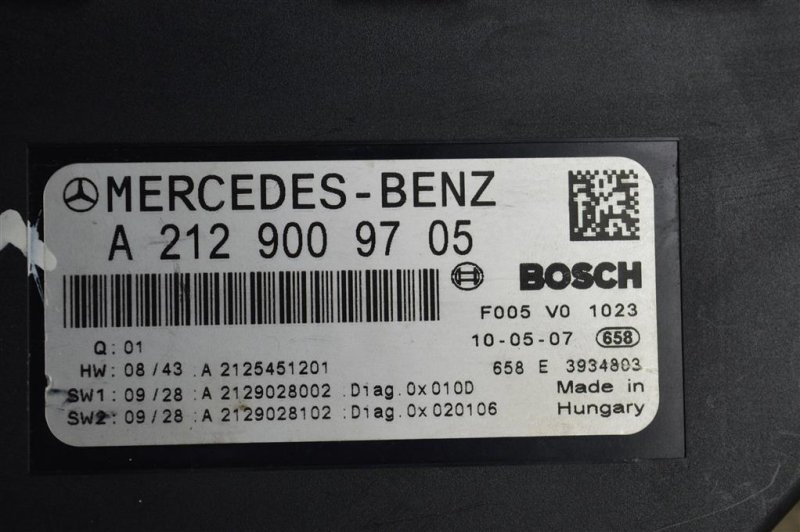 MERCEDES-BENZ
A 212 900 97 05
BOSCH
F005 V0 1023
Q: 01
10-05-07 658
HW: 08/43 :A 2125451201
658 E 3934803
SW1: 09/28 :A 2129028002 :Diag.0x010D
Made in
SW2: 09/28 :A 2129028102 :Diag.0x020106
Hungary